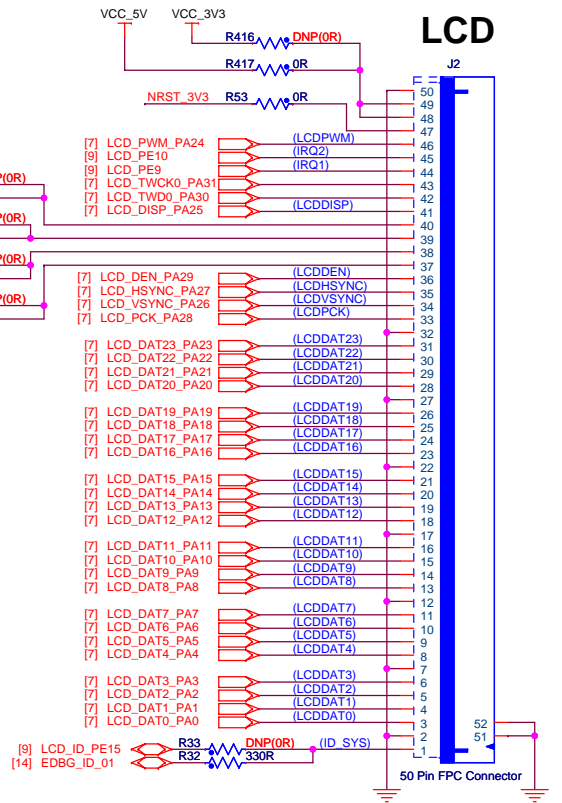 VCC_5V VCC_3V3
LCD
R416 DNP(0R)
J2
R417 0R
NRST_3V3 R53 0R
50
49
48
47
[7] LCD_PWM_PA24 (LCDPWM) 46
[9] LCD_PE10 (IRQ2) 45
[9] LCD_PE9 (IRQ1) 44
[7] LCD_TWCK0_PA31 43
[7] LCD_TWD0_PA30 42
[7] LCD_DISP_PA25 (LCDDISP) 41
P(0R)
40
P(0R)
39
38
P(0R)
37
[7] LCD_DEN_PA29 (LCDDEN) 36
[7] LCD_HSYNC_PA27 (LCDHSYNC) 35
P(0R)
[7] LCD_VSYNC_PA26 (LCDVSYNC) 34
[7] LCD_PCK_PA28 (LCDPCK) 33
32
[7] LCD_DAT23_PA23 (LCDDAT23) 31
[7] LCD_DAT22_PA22 (LCDDAT22) 30
[7] LCD_DAT21_PA21 (LCDDAT21) 29
[7] LCD_DAT20_PA20 (LCDDAT20) 28
27
[7] LCD_DAT19_PA19 (LCDDAT19) 26
[7] LCD_DAT18_PA18 (LCDDAT18) 25
[7] LCD_DAT17_PA17 (LCDDAT17) 24
[7] LCD_DAT16_PA16 (LCDDAT16) 23
22
[7] LCD_DAT15_PA15 (LCDDAT15) 21
[7] LCD_DAT14_PA14 (LCDDAT14) 20
[7] LCD_DAT13_PA13 (LCDDAT13) 19
[7] LCD_DAT12_PA12 (LCDDAT12) 18
17
[7] LCD_DAT11_PA11 (LCDDAT11) 16
[7] LCD_DAT10_PA10 (LCDDAT10) 15
[7] LCD_DAT9_PA9 (LCDDAT9) 14
[7] LCD_DAT8_PA8 (LCDDAT8) 13
12
[7] LCD_DAT7_PA7 (LCDDAT7) 11
[7] LCD_DAT6_PA6 (LCDDAT6) 10
[7] LCD_DAT5_PA5 (LCDDAT5) 9
[7] LCD_DAT4_PA4 (LCDDAT4) 8
7
[7] LCD_DAT3_PA3 (LCDDAT3) 6
[7] LCD_DAT2_PA2 (LCDDAT2) 5
[7] LCD_DAT1_PA1 (LCDDAT1) 4
[7] LCD_DAT0_PA0 (LCDDAT0) 3 52
2 51
[9] LCD_ID_PE15 R33 DNP(0R) (ID_SYS) 1
[14] EDBG_ID_01 R32 330R
50 Pin FPC Connector